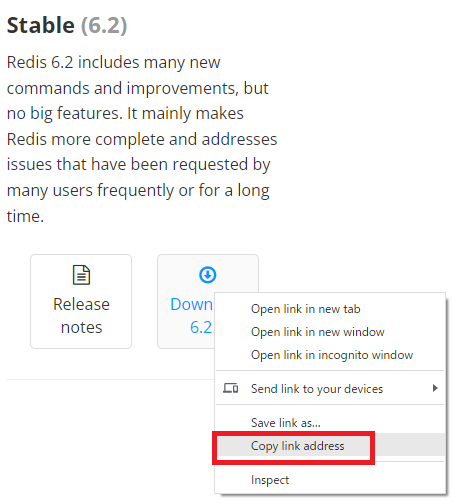 Stable (6.2)
Redis 6.2 includes many new
commands and improvements, but
no big features. It mainly makes
Redis more complete and addresses
issues that have been requested by
many users frequently or for a long
time.
Release
notes
6.2
Open link in new tab
Open link in new window
Open link in incognito window
Send link to your devices
Save link as...
Copy link address
Inspect